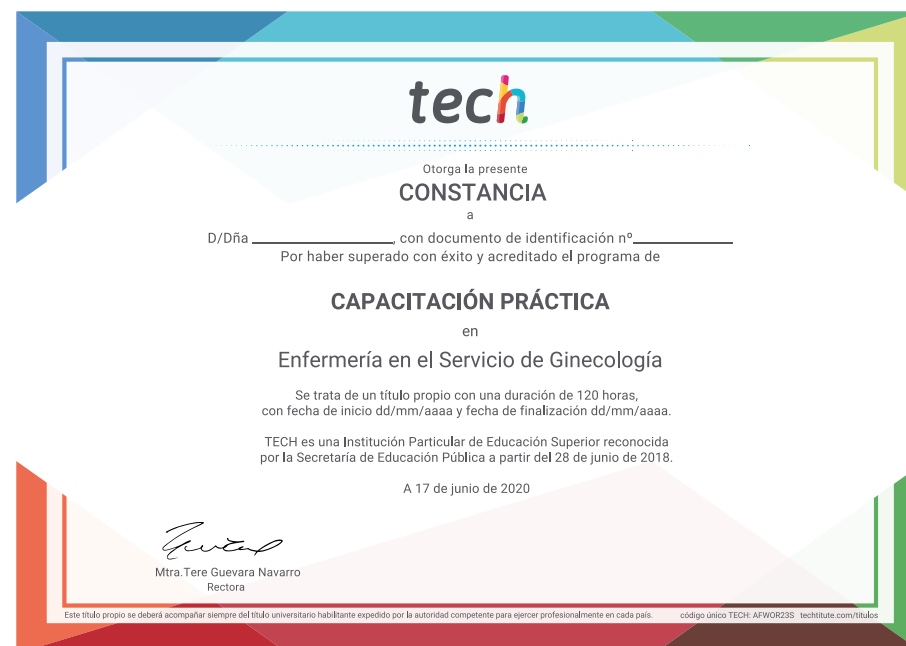 tech
Otorga la presente
CONSTANCIA
a
D/Dña ____________________, con documento de identificación nº______________
Por haber superado con éxito y acreditado el programa de
CAPACITACIÓN PRÁCTICA
en
Enfermería en el Servicio de Ginecología
Se trata de un título propio con una duración de 120 horas,
con fecha de inicio dd/mm/aaaa y fecha de finalización dd/mm/aaaa.
TECH es una Institución Particular de Educación Superior reconocida
por la Secretaría de Educación Pública a partir del 28 de junio de 2018.
A 17 de junio de 2020
Mtra.Tere Guevara Navarro
Rectora
Este título propio se deberá acompañar siempre del título universitario habilitante expedido por la autoridad competente para ejercer profesionalmente en cada país. código único TECH: AFWOR23S techtitute.com/titulos